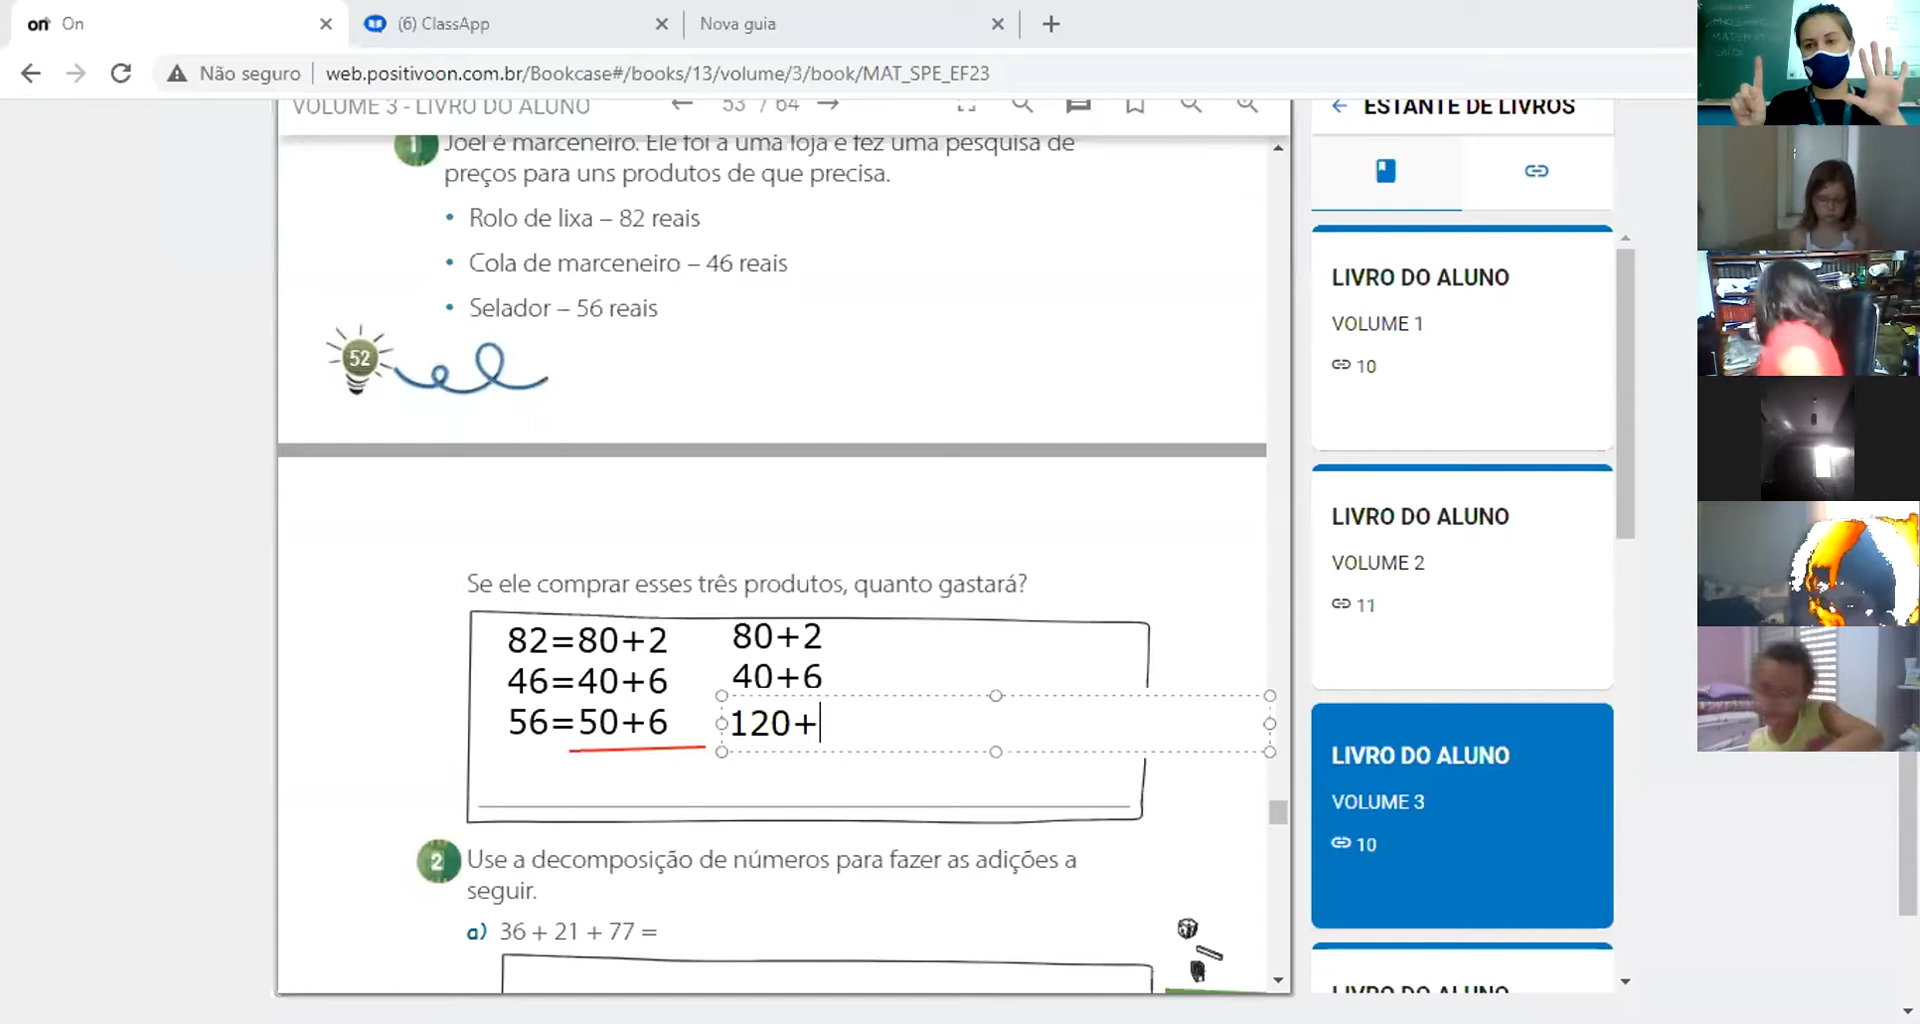 on On
(6) ClassApp
Nova guia
Não seguro
web.positivoon.com.br/Bookcase#/books/13/volume/3/book/MAT_SPE_EF23
VOLUME 3 - LIVRO DO ALUNO
53 / 64
1 Joel é marceneiro. Ele foi a uma loja e fez uma pesquisa de
preços para uns produtos de que precisa.
• Rolo de lixa – 82 reais
• Cola de marceneiro – 46 reais
• Selador – 56 reais
52
Se ele comprar esses três produtos, quanto gastará?
82=80+2
46=40+6
56=50+6
80+2
40+6
120+
2 Use a decomposição de números para fazer as adições a
seguir.
a) 36 + 21 + 77 =
ESTANTE DE LIVROS
LIVRO DO ALUNO
VOLUME 1
10
LIVRO DO ALUNO
VOLUME 2
11
LIVRO DO ALUNO
VOLUME 3
10
LIVRO DO ALUNO